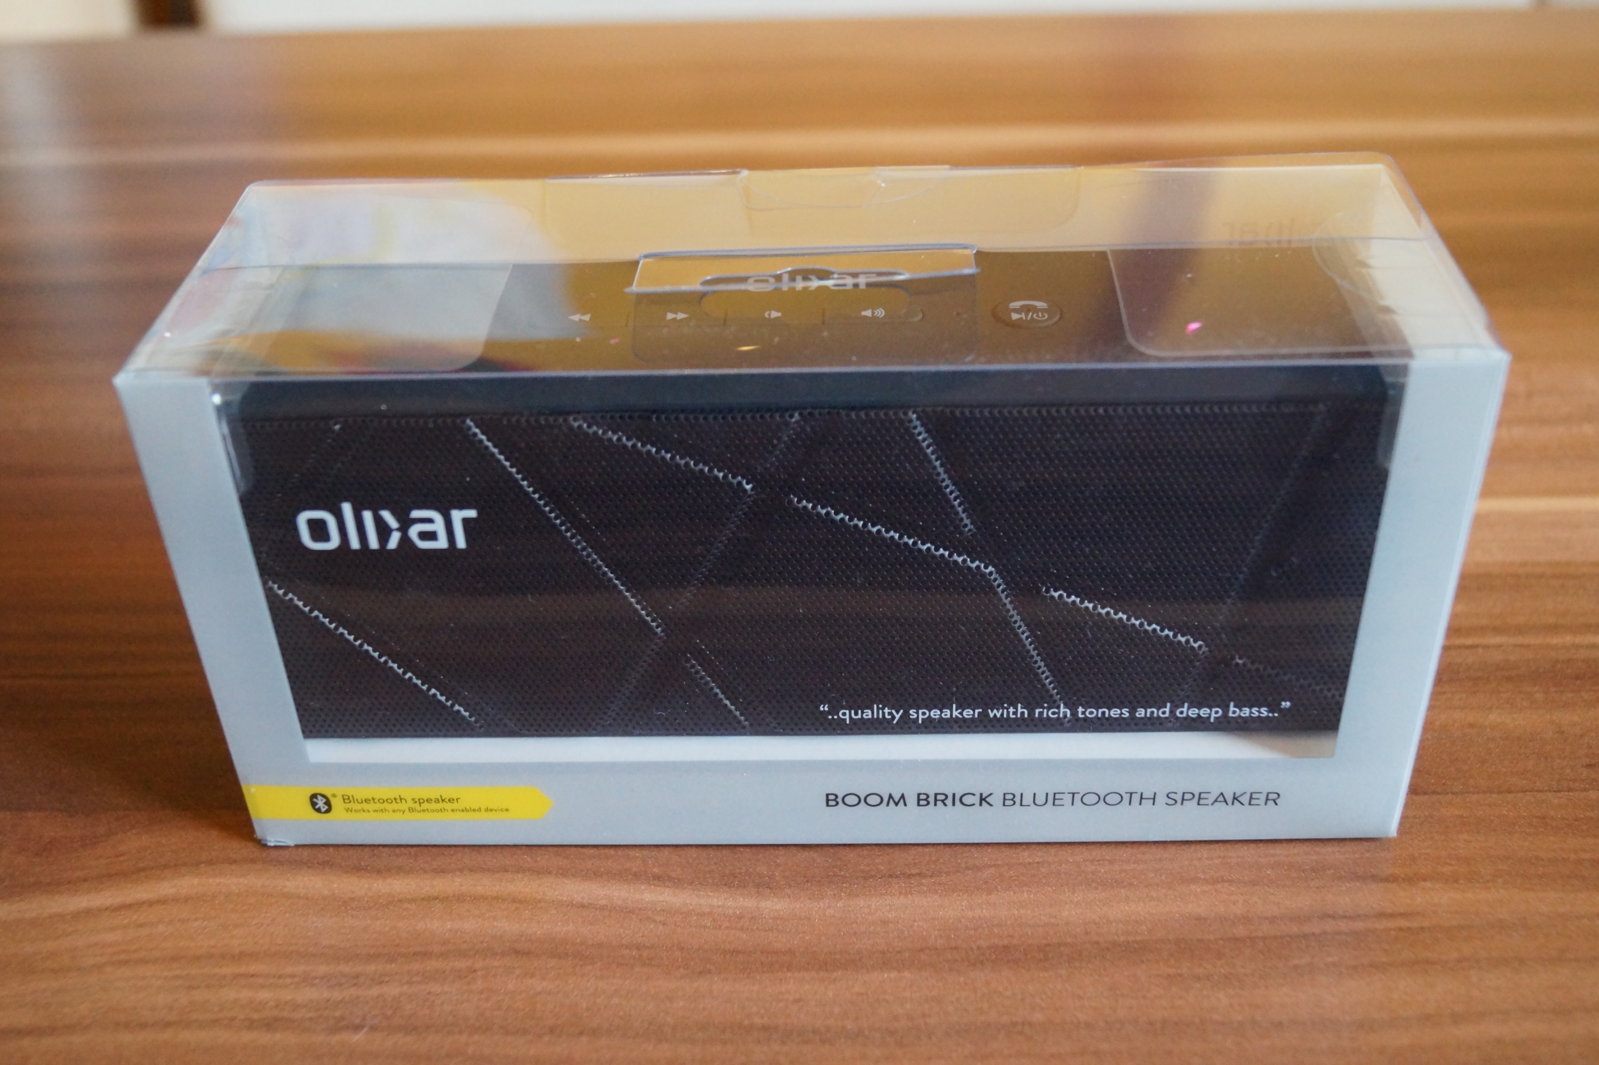 olixar
olixar
"..quality speaker with rich tones and deep bass.."
Bluetooth speaker
Works with any Bluetooth enabled device
BOOM BRICK BLUETOOTH SPEAKER